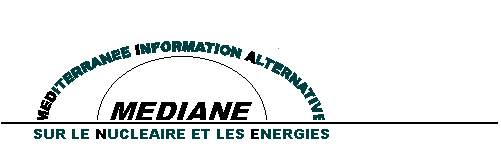 MEDITERRANEE INFORMATION ALTERNATIVE
MEDIANE
SUR LE NUCLEAIRE ET LES ENERGIES